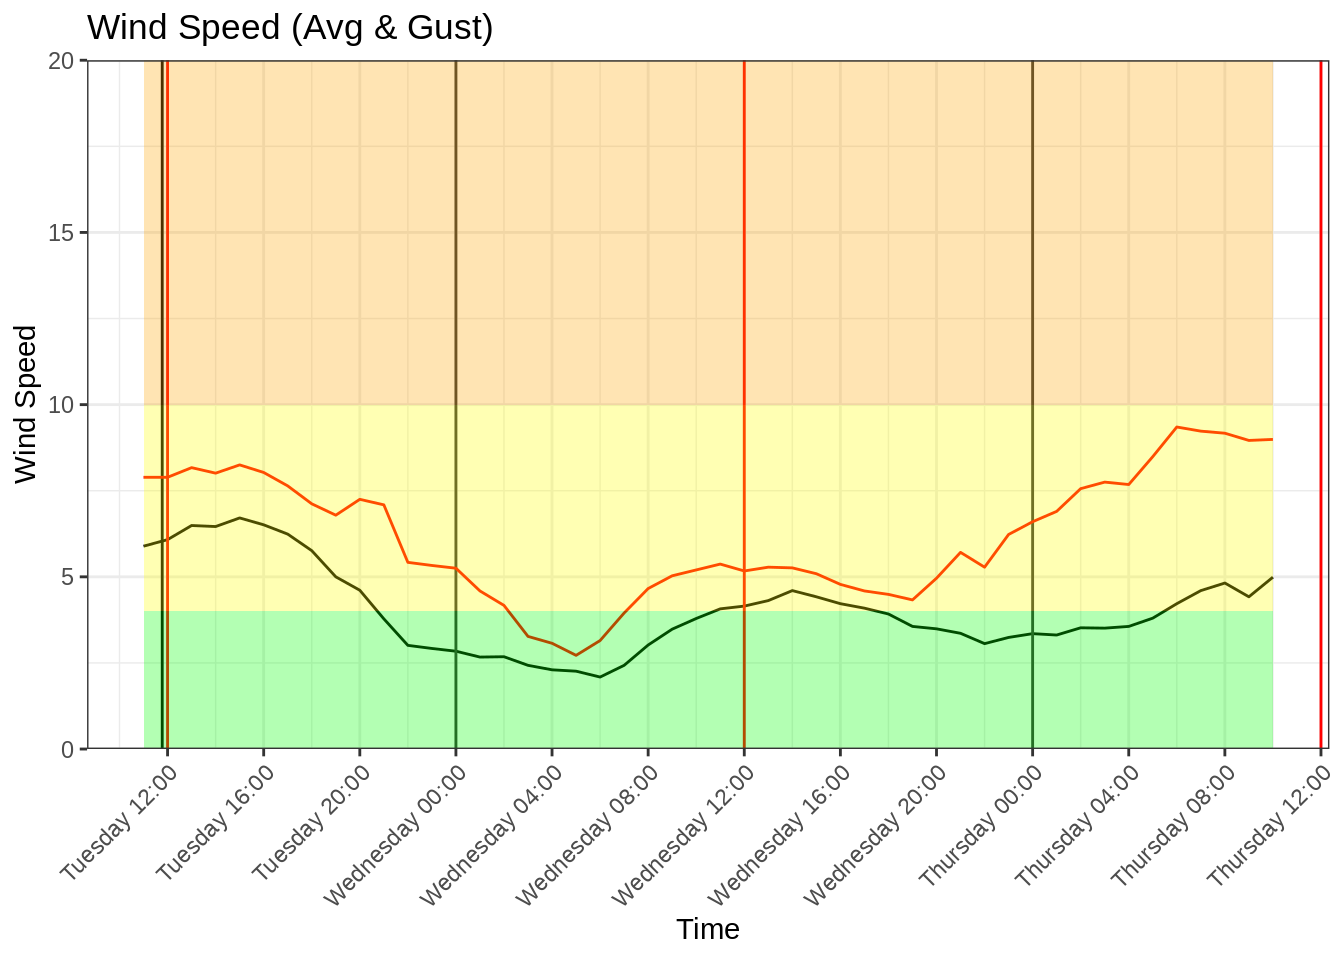 Wind Speed (Avg & Gust)
Wind Speed
20
15
10
5
0
Tuesday 12:00
Tuesday 16:00
Tuesday 20:00
Wednesday 00:00
Wednesday 04:00
Wednesday 08:00
Wednesday 12:00
Wednesday 16:00
Wednesday 20:00
Thursday 00:00
Thursday 04:00
Thursday 08:00
Thursday 12:00
Time